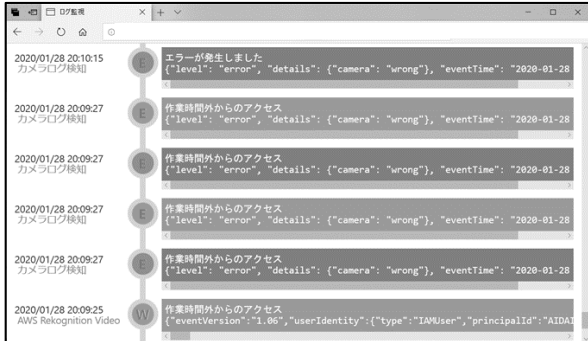 ログ監視
2020/01/28 20:10:15
カメラログ検知
E
エラーが発生しました
{"level": "error", "details": {"camera": "wrong"}, "eventTime": "2020-01-28
2020/01/28 20:09:27
カメラログ検知
E
作業時間外からのアクセス
{"level": "error", "details": {"camera": "wrong"}, "eventTime": "2020-01-28
2020/01/28 20:09:27
カメラログ検知
E
作業時間外からのアクセス
{"level": "error", "details": {"camera": "wrong"}, "eventTime": "2020-01-28
2020/01/28 20:09:27
カメラログ検知
E
作業時間外からのアクセス
{"level": "error", "details": {"camera": "wrong"}, "eventTime": "2020-01-28
2020/01/28 20:09:27
カメラログ検知
E
作業時間外からのアクセス
{"level": "error", "details": {"camera": "wrong"}, "eventTime": "2020-01-28
2020/01/28 20:09:25
AWS Rekognition Video
W
作業時間外からのアクセス
{"eventVersion":"1.06","userIdentity":{"type":"IAMUser","principalId":"AIDAI